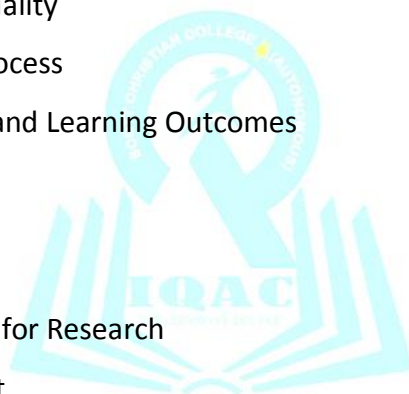 ality
ocess
and Learning Outcomes
CHRISTIAN COLLEGE
IQAC
for Research
t